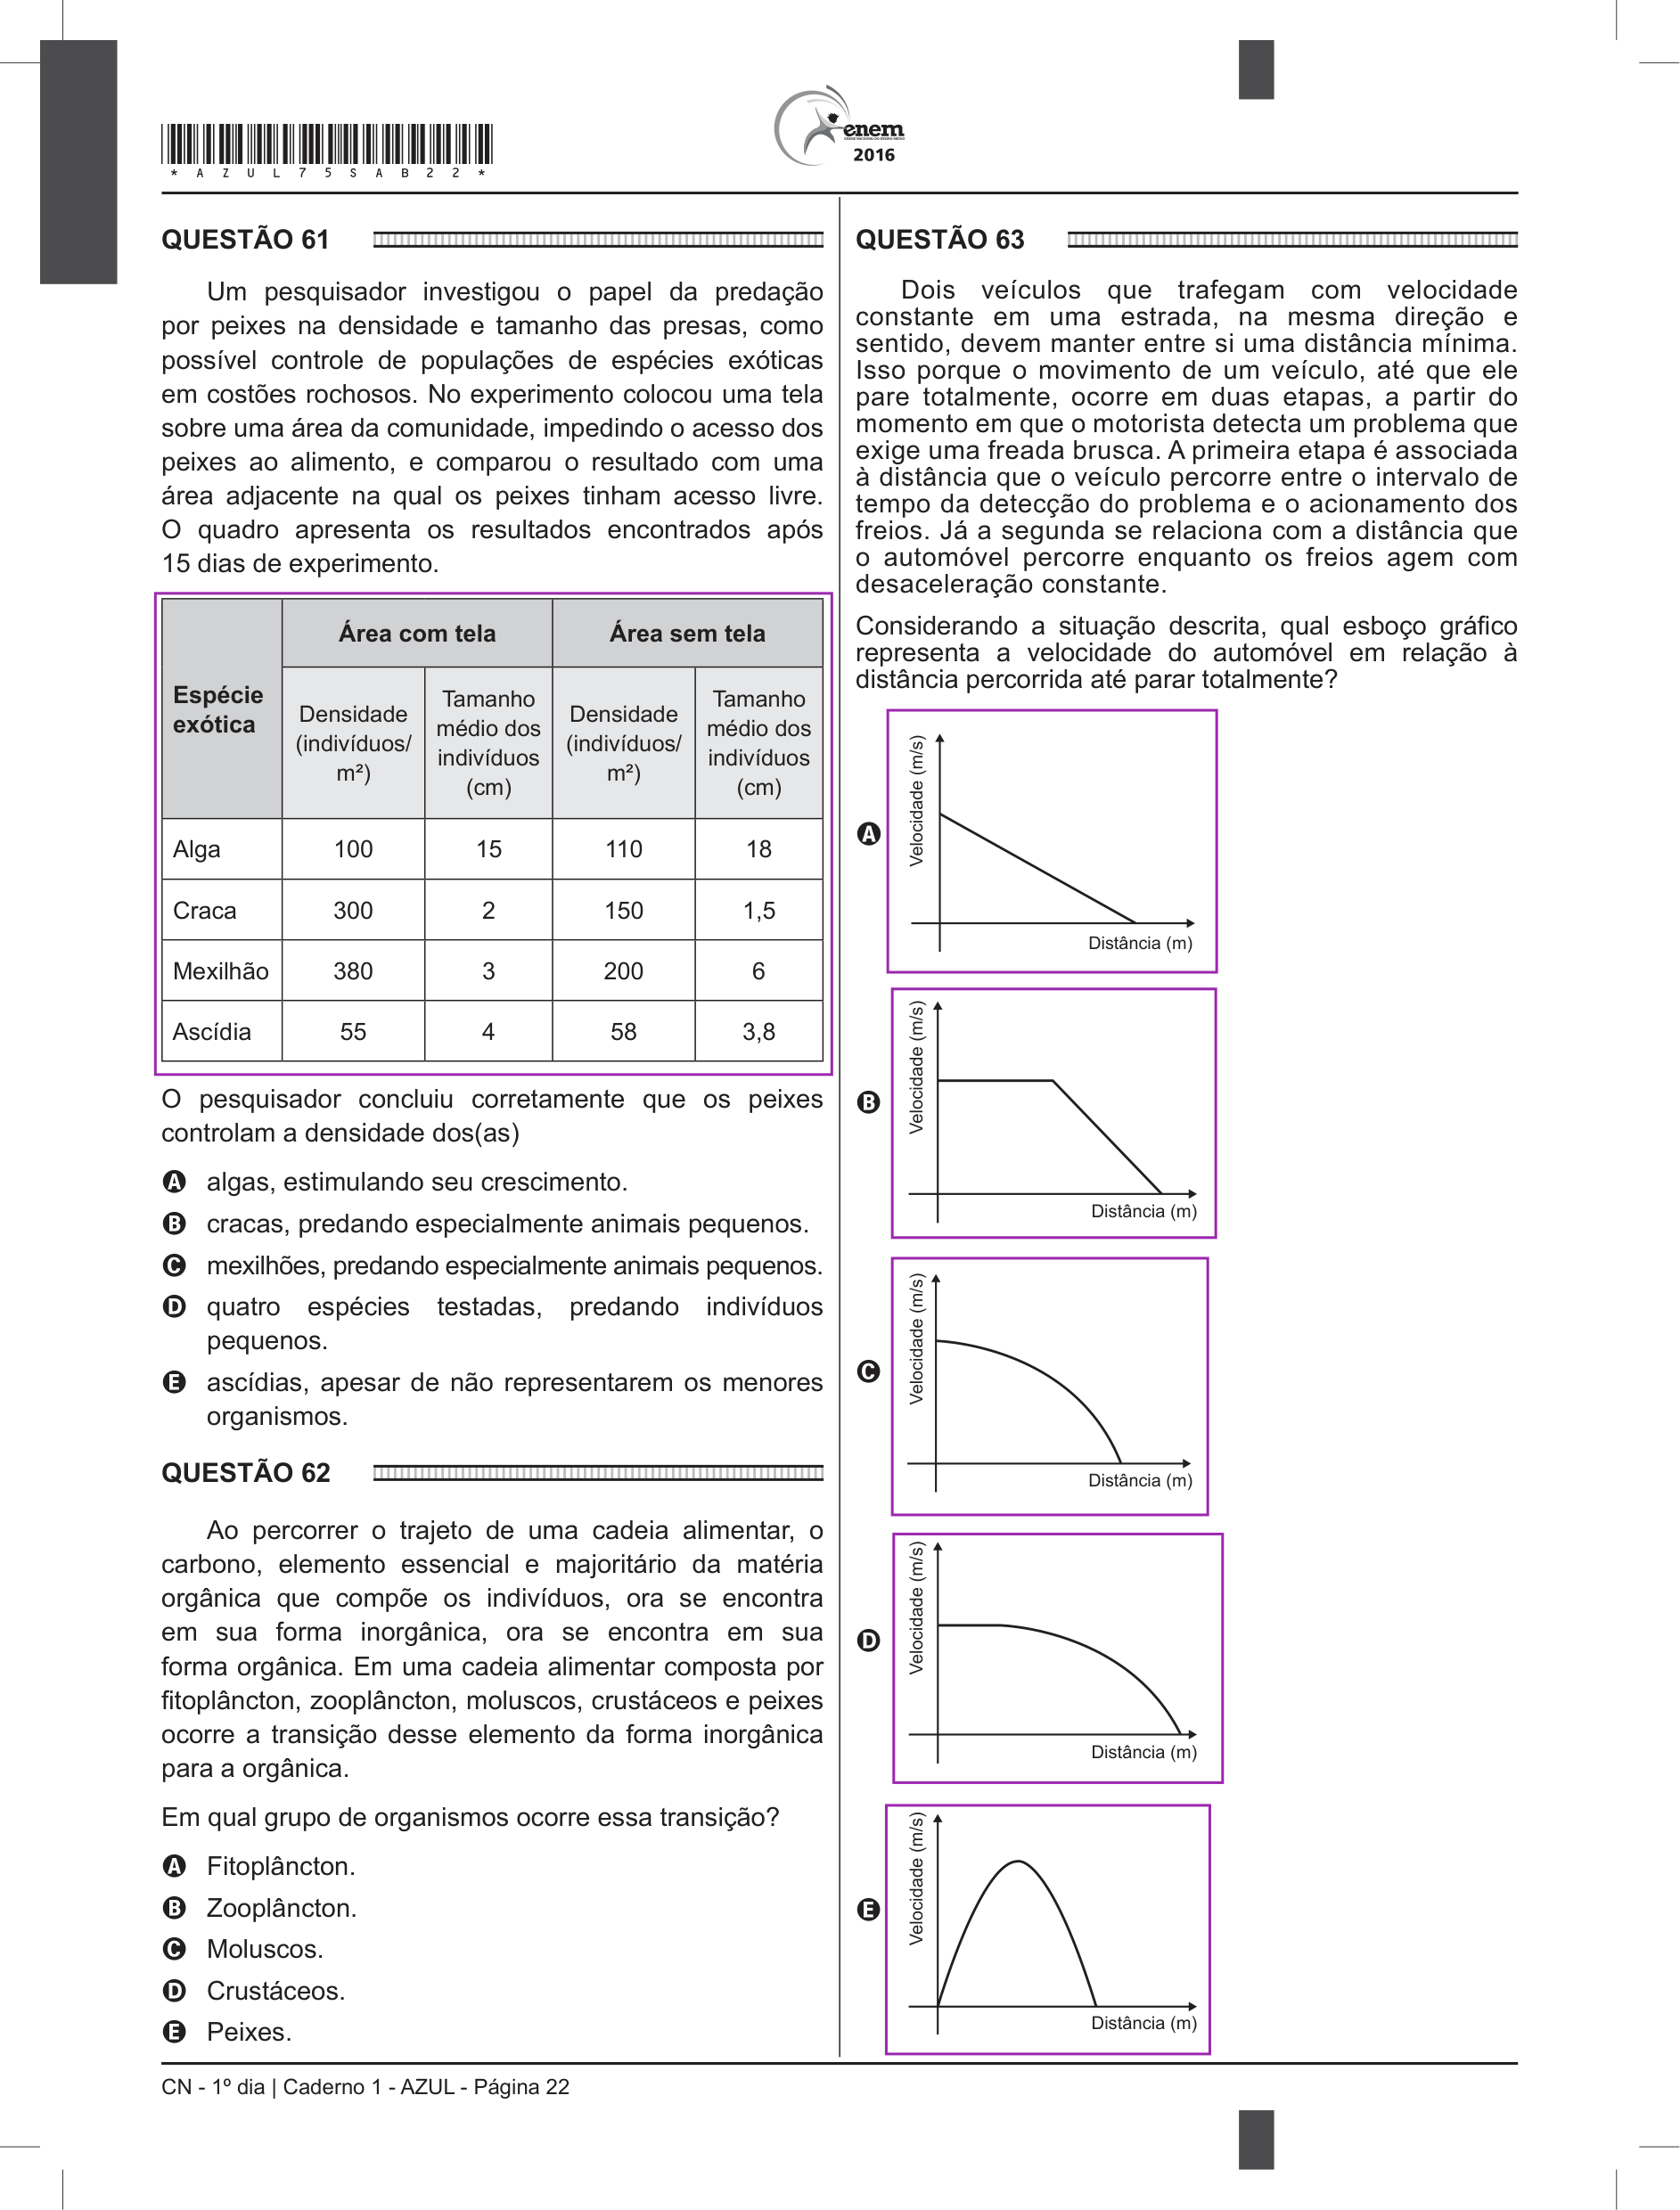 *AZUL75SAB22*
enem
2016
QUESTÃO 61
Um pesquisador investigou o papel da predação
por peixes na densidade e tamanho das presas, como
possível controle de populações de espécies exóticas
em costões rochosos. No experimento colocou uma tela
sobre uma área da comunidade, impedindo o acesso dos
peixes ao alimento, e comparou o resultado com uma
área adjacente na qual os peixes tinham acesso livre.
O quadro apresenta os resultados encontrados após
15 dias de experimento.
Espécie
exótica
Área com tela
Área sem tela
Densidade
(indivíduos/
m²)
Tamanho
médio dos
indivíduos
(cm)
Densidade
(indivíduos/
m²)
Tamanho
médio dos
indivíduos
(cm)
Alga 100 15 110 18
Craca 300 2 150 1,5
Mexilhão 380 3 200 6
Ascídia 55 4 58 3,8
O pesquisador concluiu corretamente que os peixes
controlam a densidade dos(as)
A algas, estimulando seu crescimento.
B cracas, predando especialmente animais pequenos.
C mexilhões, predando especialmente animais pequenos.
D quatro espécies testadas, predando indivíduos
pequenos.
E ascídias, apesar de não representarem os menores
organismos.
QUESTÃO 62
Ao percorrer o trajeto de uma cadeia alimentar, o
carbono, elemento essencial e majoritário da matéria
orgânica que compõe os indivíduos, ora se encontra
em sua forma inorgânica, ora se encontra em sua
forma orgânica. Em uma cadeia alimentar composta por
fitoplâncton, zooplâncton, moluscos, crustáceos e peixes
ocorre a transição desse elemento da forma inorgânica
para a orgânica.
Em qual grupo de organismos ocorre essa transição?
A Fitoplâncton.
B Zooplâncton.
C Moluscos.
D Crustáceos.
E Peixes.
QUESTÃO 63
Dois veículos que trafegam com velocidade
constante em uma estrada, na mesma direção e
sentido, devem manter entre si uma distância mínima.
Isso porque o movimento de um veículo, até que ele
pare totalmente, ocorre em duas etapas, a partir do
momento em que o motorista detecta um problema que
exige uma freada brusca. A primeira etapa é associada
à distância que o veículo percorre entre o intervalo de
tempo da detecção do problema e o acionamento dos
freios. Já a segunda se relaciona com a distância que
o automóvel percorre enquanto os freios agem com
desaceleração constante.
Considerando a situação descrita, qual esboço gráfico
representa a velocidade do automóvel em relação à
distância percorrida até parar totalmente?
A
Velocidade (m/s)
Distância (m)
B
Velocidade (m/s)
Distância (m)
C
Velocidade (m/s)
Distância (m)
D
Velocidade (m/s)
Distância (m)
E
Velocidade (m/s)
Distância (m)
CN - 1º dia | Caderno 1 - AZUL - Página 22